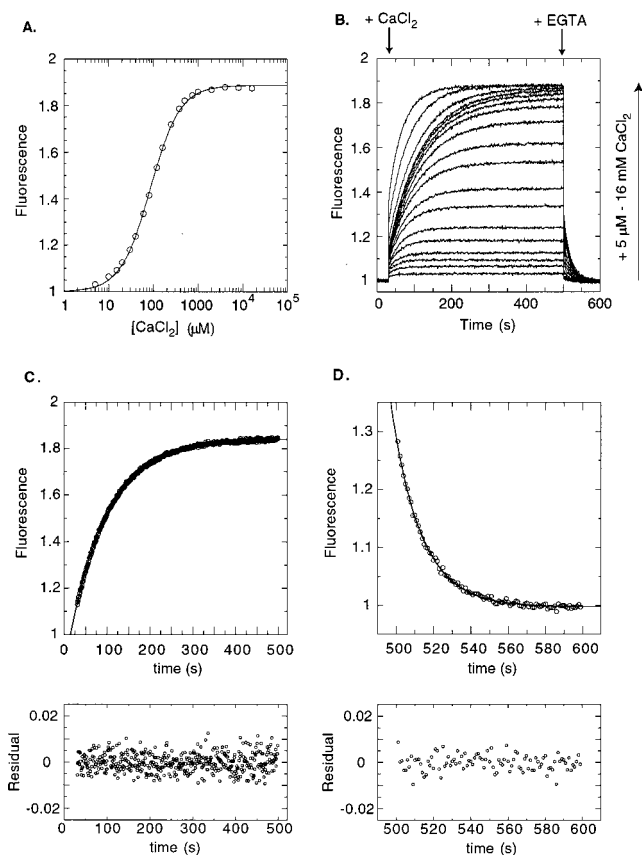 A.
B.
+ CaCl₂
+ EGTA
2
1.8
1.6
1.4
1.2
1
Fluorescence
1 10 100 1000 10⁴ 10⁵
[CaCl₂] (µM)
2
1.8
1.6
1.4
1.2
1
Fluorescence
0 200 400 600
Time (s)
+ 5 µM - 16 mM CaCl₂
C.
D.
2
1.8
1.6
1.4
1.2
1
Fluorescence
0 100 200 300 400 500
time (s)
1.3
1.2
1.1
1
Fluorescence
500 520 540 560 580 600
time (s)
0.02
0
-0.02
Residual
0 100 200 300 400 500
time (s)
0.02
0
-0.02
Residual
500 520 540 560 580 600
time (s)